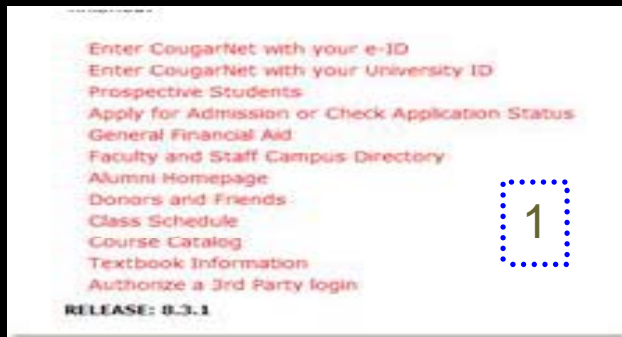 Enter CougarNet with your e-ID
Enter CougarNet with your University ID
Prospective Students
Apply for Admission or Check Application Status
General Financial Aid
Faculty and Staff Campus Directory
Alumni Homepage
Donors and Friends
Class Schedule
1
Course Catalog
Textbook Information
Authorize a 3rd Party login
RELEASE: 8.3.1